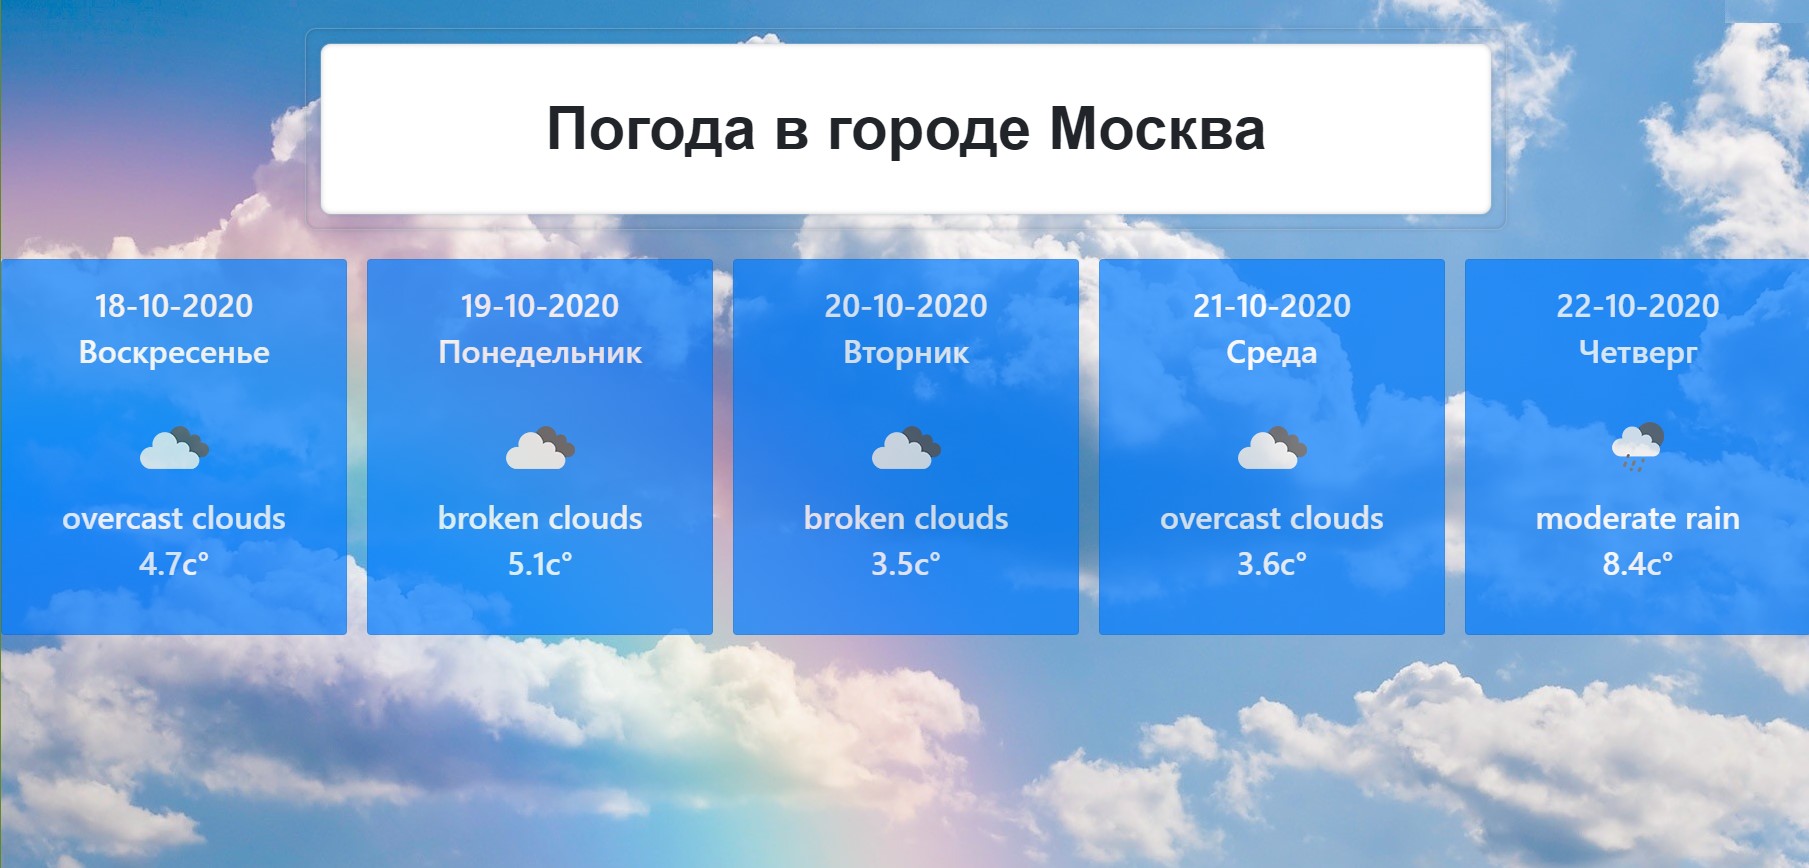 Погода в городе Москва
18-10-2020
Воскресенье
overcast clouds
4.7c°
19-10-2020
Понедельник
broken clouds
5.1c°
20-10-2020
Вторник
broken clouds
3.5c°
21-10-2020
Среда
overcast clouds
3.6c°
22-10-2020
Четверг
moderate rain
8.4c°